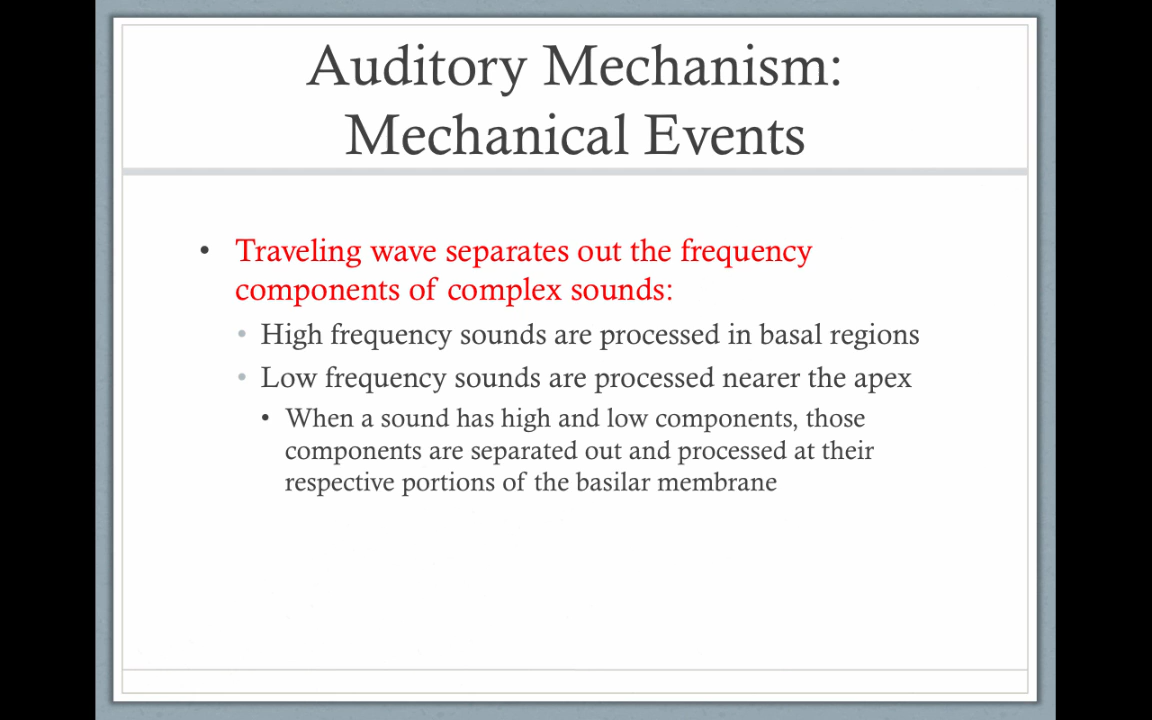 Auditory Mechanism:
Mechanical Events
• Traveling wave separates out the frequency
components of complex sounds:
• High frequency sounds are processed in basal regions
• Low frequency sounds are processed nearer the apex
• When a sound has high and low components, those
components are separated out and processed at their
respective portions of the basilar membrane